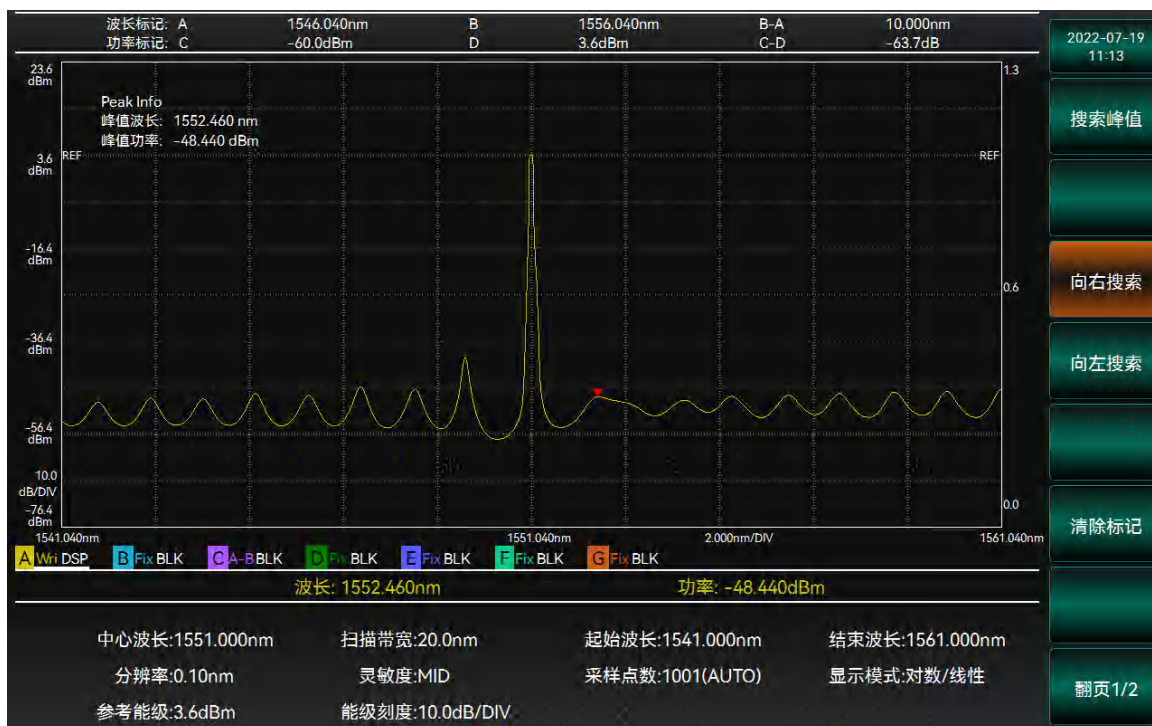 波长标记: A 1546.040nm B 1556.040nm B-A 10.000nm
功率标记: C -60.0dBm D 3.6dBm C-D -63.7dB
2022-07-19
11:13
23.6
dBm
1.3
Peak Info
峰值波长: 1552.460 nm
峰值功率: -48.440 dBm
搜索峰值
3.6
dBm
REF
REF
-16.4
dBm
向右搜索
0.6
-36.4
dBm
向左搜索
-56.4
dBm
10.0
dB/DIV
-76.4
dBm
0.0
清除标记
1541.040nm 1551.040nm 2.000nm/DIV 1561.040nm
A Wri DSP B Fix BLK C A-B BLK D Fix BLK E Fix BLK F Fix BLK G Fix BLK
波长: 1552.460nm 功率: -48.440dBm
中心波长:1551.000nm 扫描带宽:20.0nm 起始波长:1541.000nm 结束波长:1561.000nm
分辨率:0.10nm 灵敏度:MID 采样点数:1001(AUTO) 显示模式:对数/线性
参考能级:3.6dBm 能级刻度:10.0dB/DIV
翻页1/2